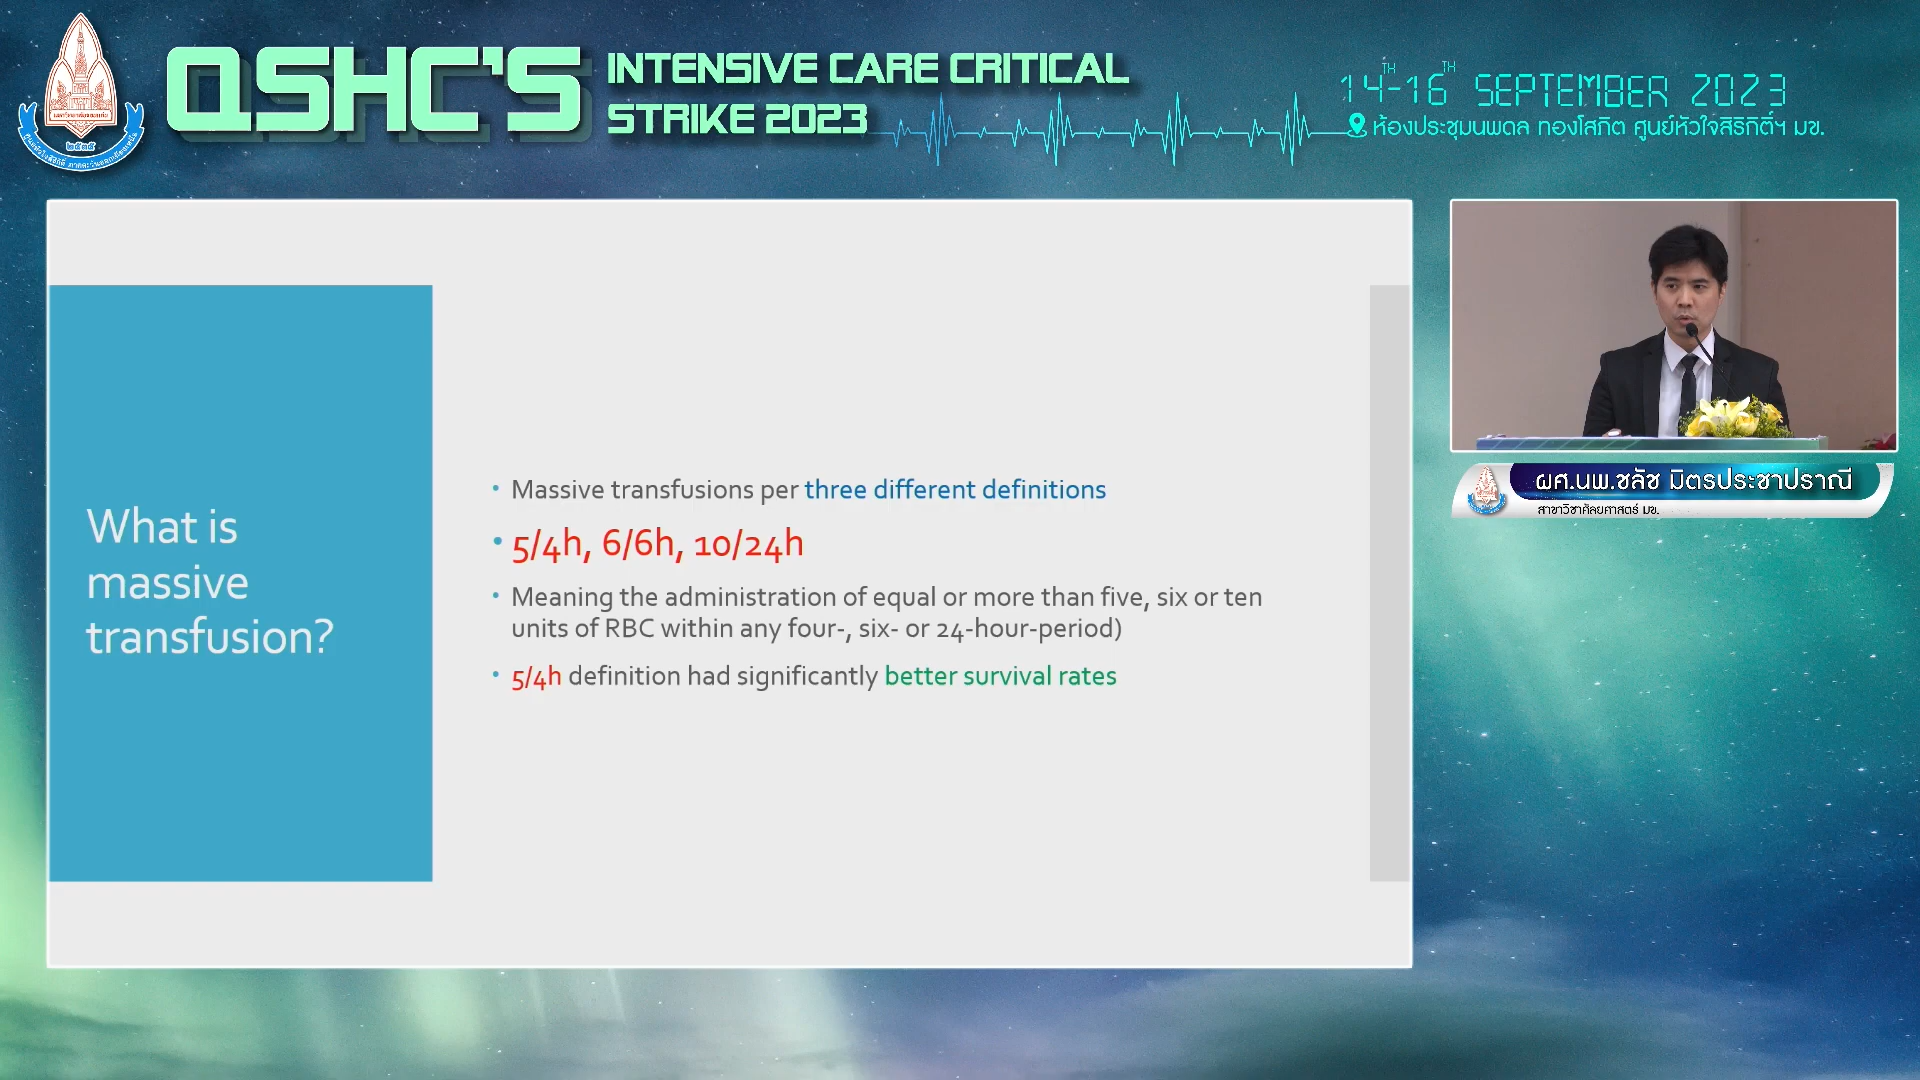 QSHC'S
INTENSIVE CARE CRITICAL
STRIKE 2023
14TH-16TH SEPTEMBER 2023
ห้องประชุมนพดล ทองโสภิต ศูนย์หัวใจสิริกิติ์ฯ มข.
What is
massive
transfusion?
• Massive transfusions per three different definitions
• 5/4h, 6/6h, 10/24h
• Meaning the administration of equal or more than five, six or ten
units of RBC within any four-, six- or 24-hour-period)
• 5/4h definition had significantly better survival rates
ผศ.นพ.ชลัช มิตรประชาปราณี
สาขาวิชาศัลยศาสตร์ มข.